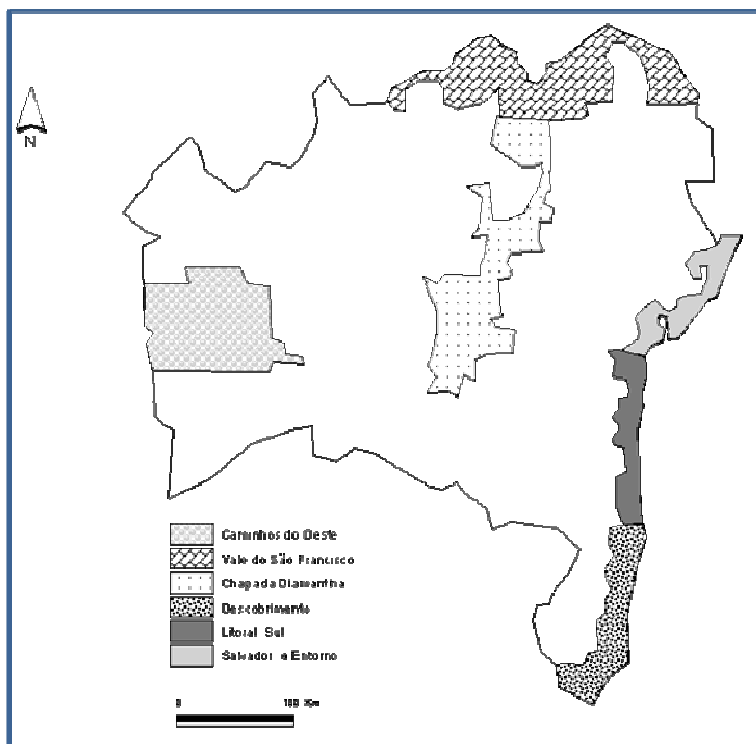 N
Caminhos do Oeste
Vale do São Francisco
Chapada Diamantina
Descobrimento
Litoral Sul
Salvador e Entorno
0 100 Km